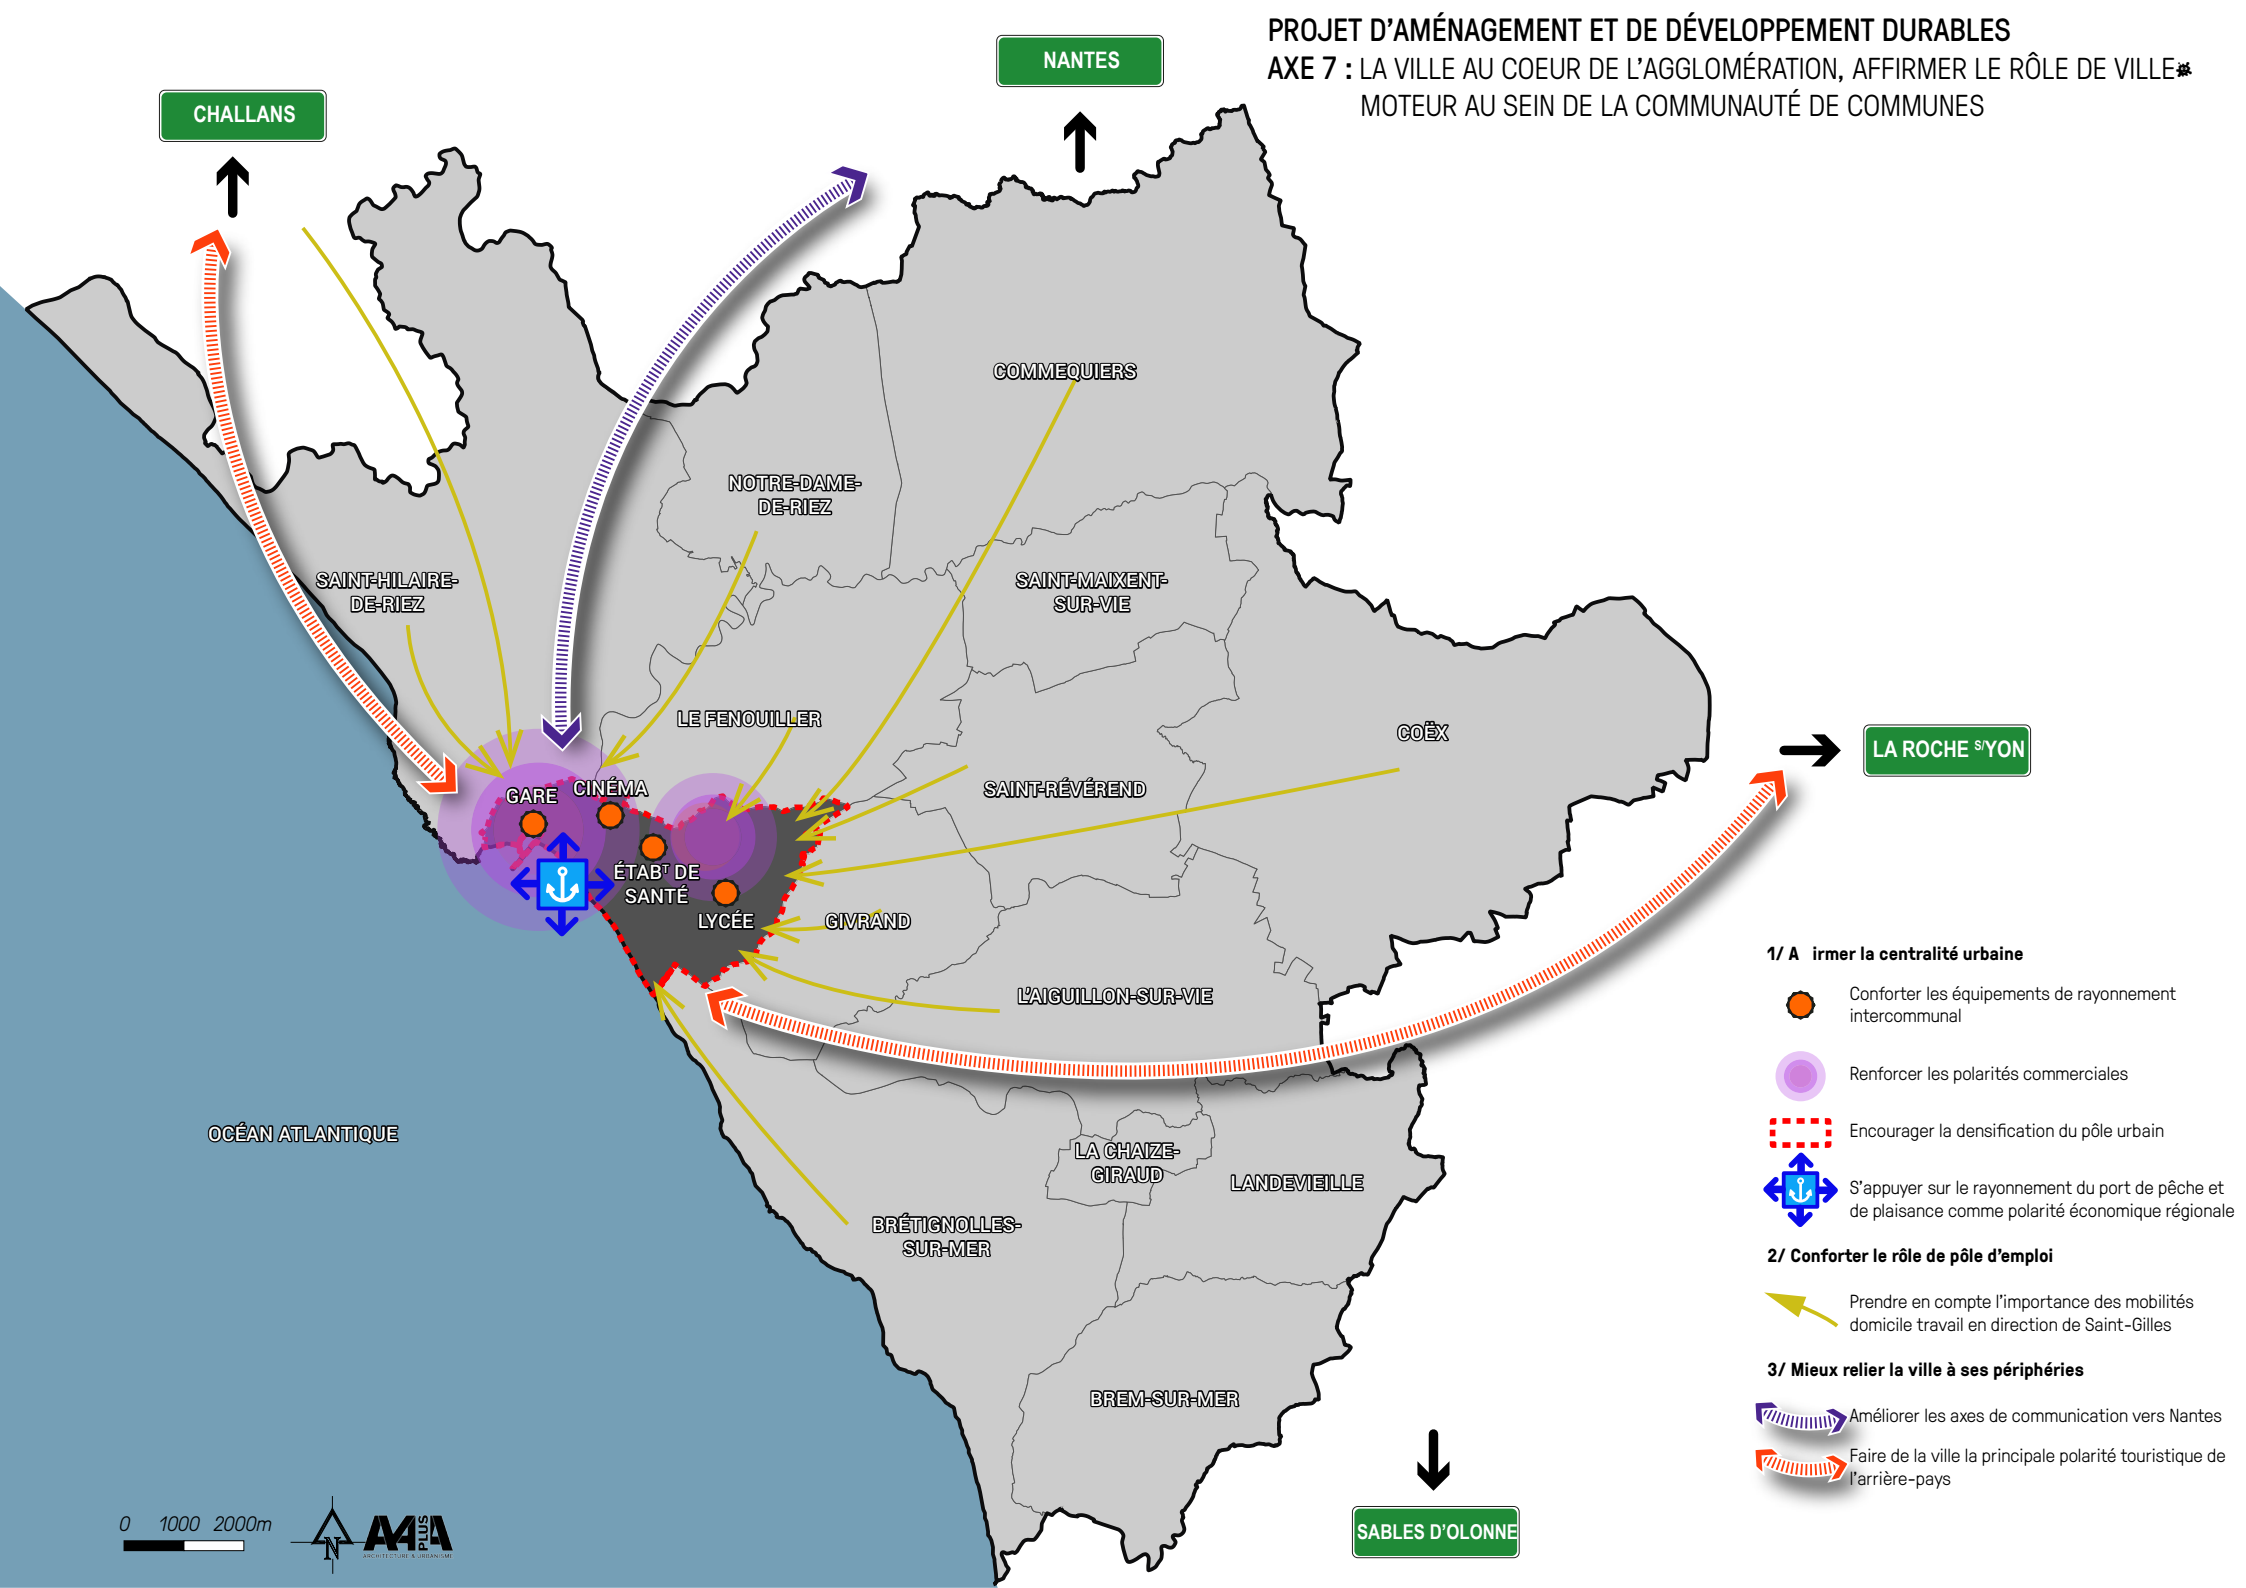 PROJET D'AMÉNAGEMENT ET DE DÉVELOPPEMENT DURABLES
AXE 7 : LA VILLE AU COEUR DE L'AGGLOMÉRATION, AFFIRMER LE RÔLE DE VILLE
MOTEUR AU SEIN DE LA COMMUNAUTÉ DE COMMUNES
NANTES
CHALLANS
COMMEQUIERS
NOTRE-DAME-
DE-RIEZ
SAINT-HILAIRE-
DE-RIEZ
SAINT-MAIXENT-
SUR-VIE
LE FENOUILLER
COËX
LA ROCHE S/YON
SAINT-RÉVÉREND
GARE
CINÉMA
ÉTABT DE
SANTÉ
LYCÉE
GIVRAND
L'AIGUILLON-SUR-VIE
OCÉAN ATLANTIQUE
LA CHAIZE-
GIRAUD
LANDEVIEILLE
BRÉTIGNOLLES-
SUR-MER
BREM-SUR-MER
SABLES D'OLONNE
1/ A irmer la centralité urbaine
Conforter les équipements de rayonnement
intercommunal
Renforcer les polarités commerciales
Encourager la densification du pôle urbain
S'appuyer sur le rayonnement du port de pêche et
de plaisance comme polarité économique régionale
2/ Conforter le rôle de pôle d'emploi
Prendre en compte l'importance des mobilités
domicile travail en direction de Saint-Gilles
3/ Mieux relier la ville à ses périphéries
Améliorer les axes de communication vers Nantes
Faire de la ville la principale polarité touristique de
l'arrière-pays
0 1000 2000m
N
A4A PLUS
ARCHITECTURE & URBANISME